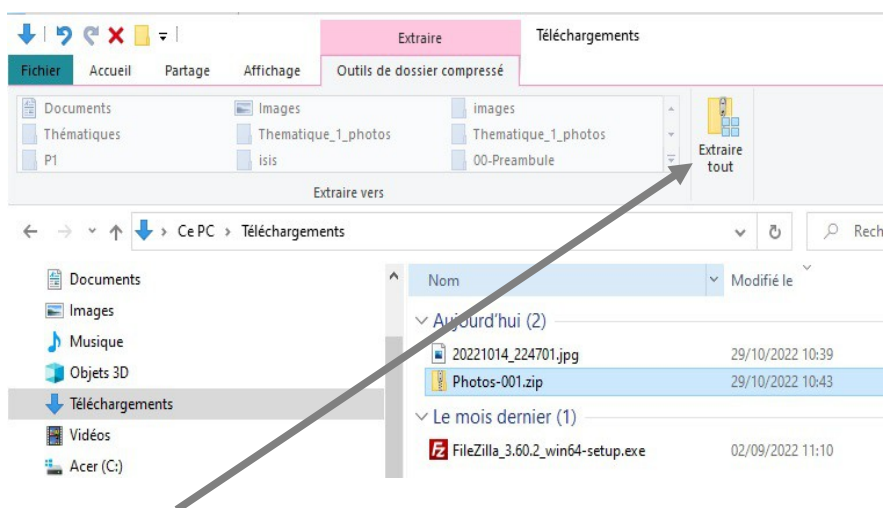 Extraire
Téléchargements
Fichier
Accueil
Partage
Affichage
Outils de dossier compressé
Documents
Images
images
Thématiques
Thematique_1_photos
Thematique_1_photos
P1
isis
00-Preambule
Extraire
tout
Extraire vers
Ce PC > Téléchargements
Rech
Documents
Images
Musique
Objets 3D
Téléchargements
Vidéos
Acer (C:)
Nom
Modifié le
Aujourd'hui (2)
20221014_224701.jpg
29/10/2022 10:39
Photos-001.zip
29/10/2022 10:43
Le mois dernier (1)
FileZilla_3.60.2_win64-setup.exe
02/09/2022 11:10